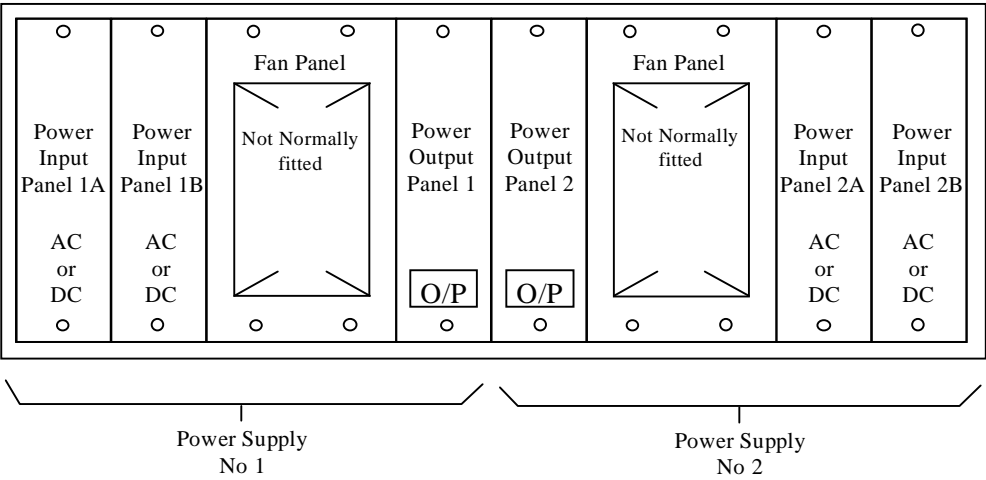 Power
Input
Panel 1A
AC
or
DC
Power
Input
Panel 1B
AC
or
DC
Fan Panel
Not Normally
fitted
Power
Output
Panel 1
O/P
Power
Output
Panel 2
O/P
Fan Panel
Not Normally
fitted
Power
Input
Panel 2A
AC
or
DC
Power
Input
Panel 2B
AC
or
DC
Power Supply
No 1
Power Supply
No 2